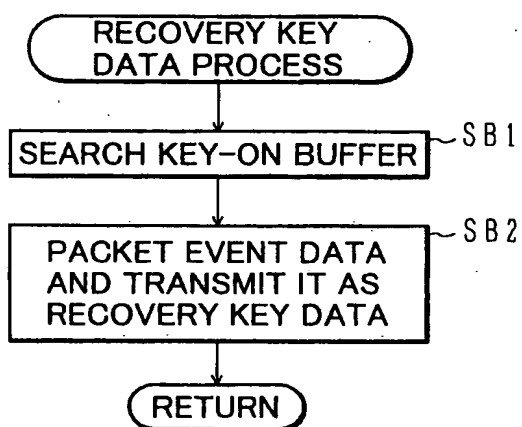 RECOVERY KEY
DATA PROCESS
SEARCH KEY-ON BUFFER
SB1
PACKET EVENT DATA
AND TRANSMIT IT AS
RECOVERY KEY DATA
SB2
RETURN